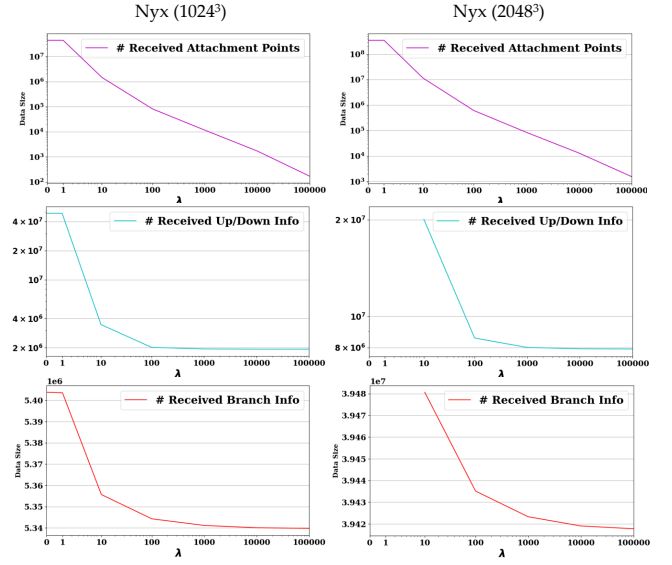 Nyx (1024³)
Nyx (2048³)
# Received Attachment Points
10⁷
10⁶
10⁵
10⁴
10³
10²
Data Size
0 1 10 100 1000 10000 100000
λ
# Received Attachment Points
10⁸
10⁷
10⁶
10⁵
10⁴
10³
Data Size
0 1 10 100 1000 10000 100000
λ
# Received Up/Down Info
4 × 10⁷
10⁷
4 × 10⁶
2 × 10⁶
0 1 10 100 1000 10000 100000
λ
# Received Up/Down Info
2 × 10⁷
10⁷
8 × 10⁶
0 1 10 100 1000 10000 100000
λ
1e6
# Received Branch Info
5.40
5.39
5.38
5.37
5.36
5.35
5.34
Data Size
0 1 10 100 1000 10000 100000
λ
1e7
# Received Branch Info
3.948
3.947
3.946
3.945
3.944
3.943
3.942
Data Size
0 1 10 100 1000 10000 100000
λ